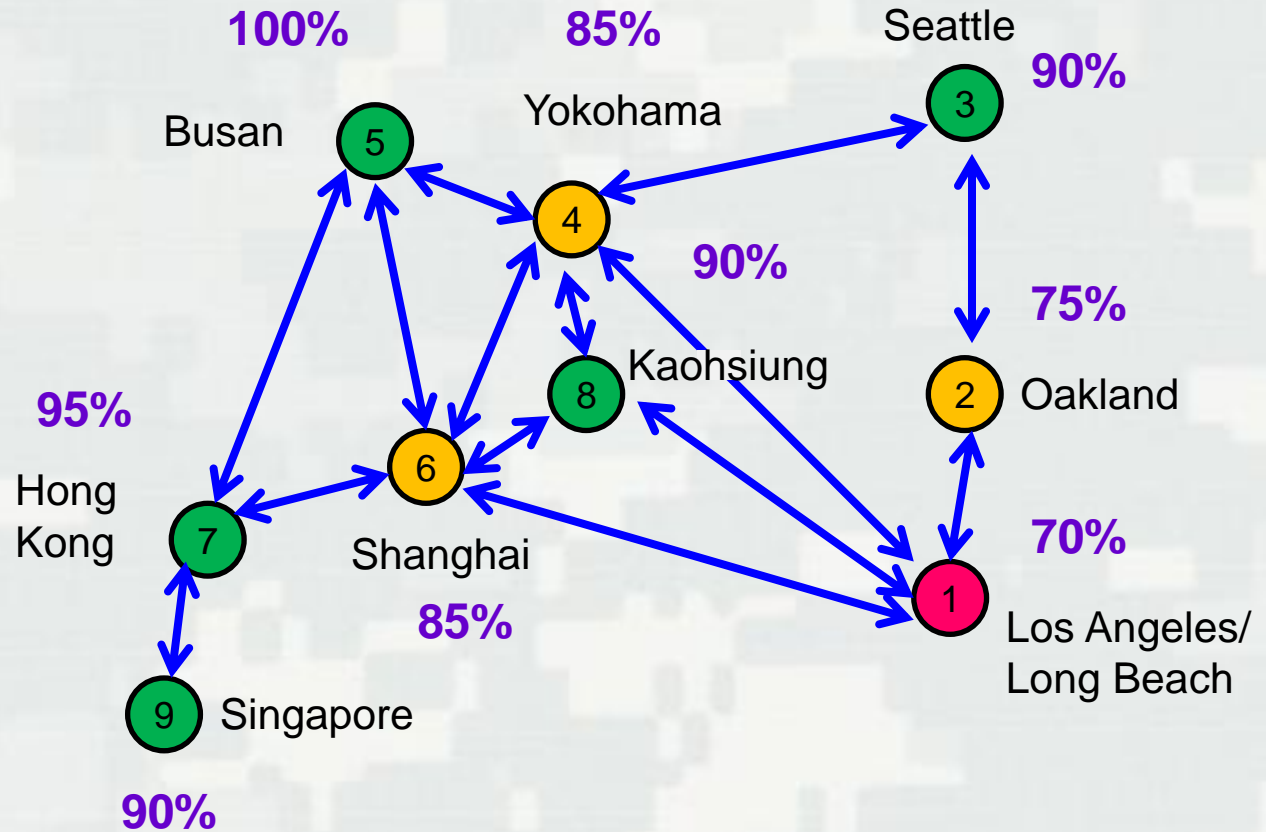 100%
85%
Seattle
90%
Yokohama
3
Busan
5
4
90%
75%
Kaohsiung
8
2
Oakland
95%
6
Hong
Kong
7
Shanghai
70%
85%
1
Los Angeles/
Long Beach
9
Singapore
90%